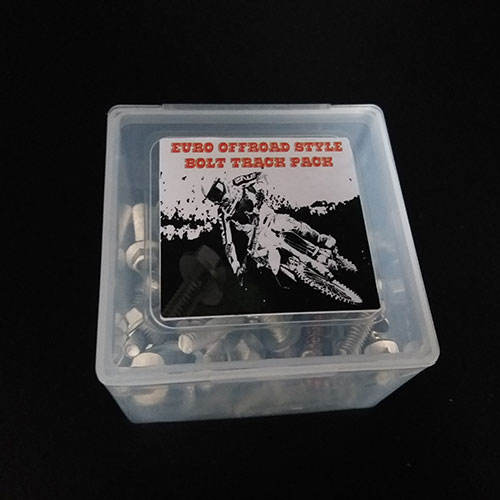 EURO OFFROAD STYLE
BOLT TRACK PACK